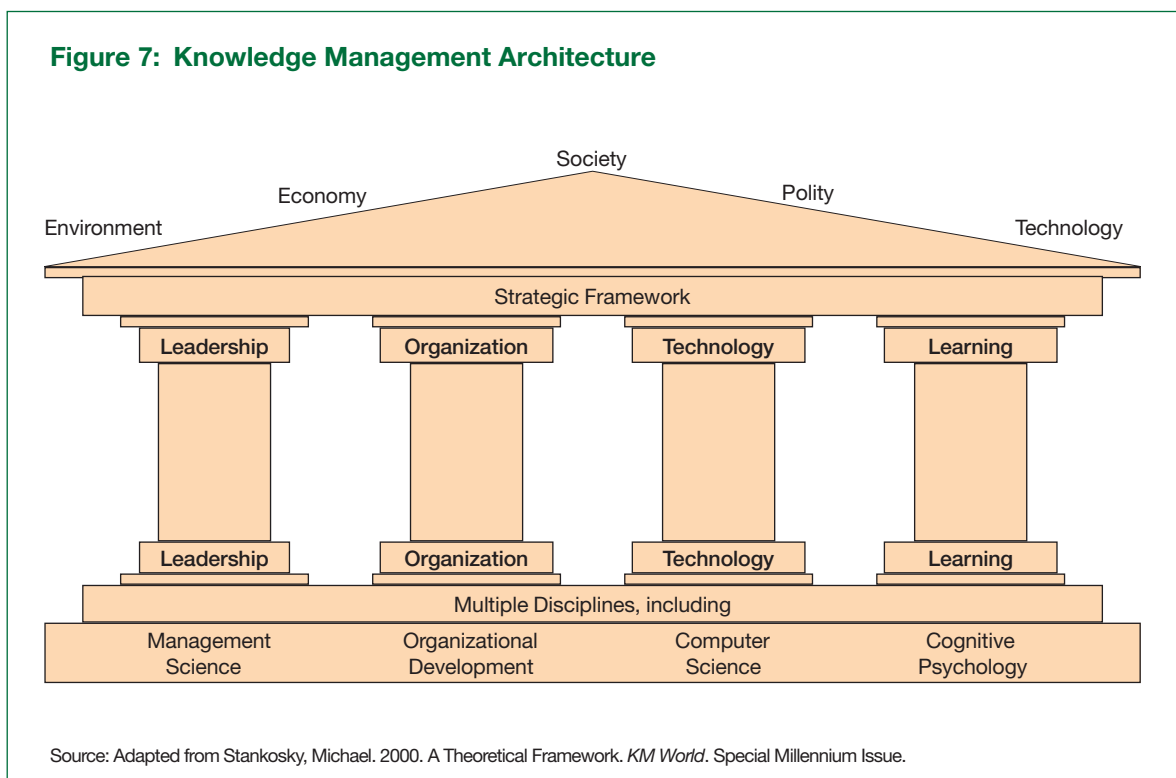 Figure 7:  Knowledge Management Architecture
Society
Economy
Polity
Environment
Technology
Strategic Framework
Leadership
Organization
Technology
Learning
Leadership
Organization
Technology
Learning
Multiple Disciplines, including
Management
Science
Organizational
Development
Computer
Science
Cognitive
Psychology
Source: Adapted from Stankosky, Michael. 2000. A Theoretical Framework. KM World. Special Millennium Issue.